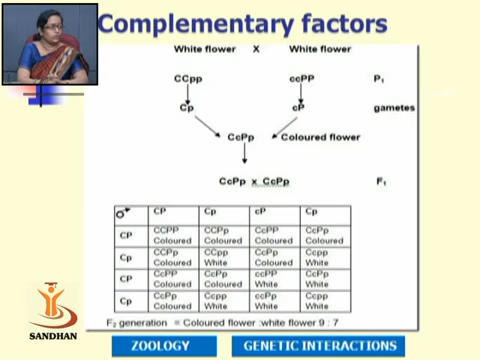 Complementary factors
White flower X White flower
CCpp ccPP P₁
Cp cP gametes
CcPp Coloured flower
CcPp x CcPp F₁
♂ CP Cp cP Cp
CP CCPP Coloured CCPp Coloured CcPP Coloured CcPp Coloured
Cp CCPp Coloured CCpp White CcPp Coloured Ccpp White
CP CcPP Coloured CcPp Coloured ccPP White CcPp White
Cp CcPp Coloured Ccpp White ccPp White Ccpp White
F₂ generation = Coloured flower :white flower 9 : 7
SANDHAN
ZOOLOGY GENETIC INTERACTIONS